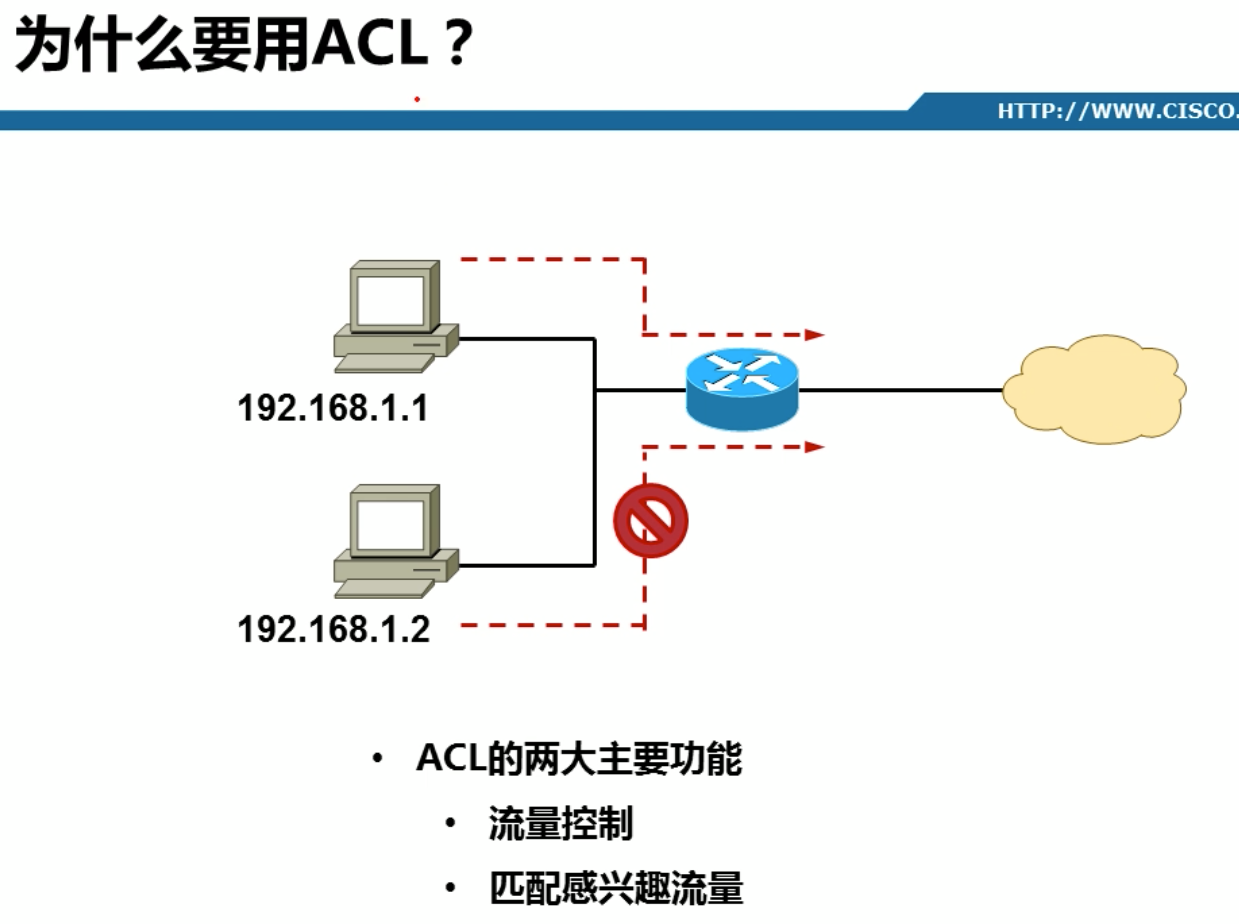 为什么要用ACL？
HTTP://WWW.CISCO.
192.168.1.1
192.168.1.2
• ACL的两大主要功能
• 流量控制
• 匹配感兴趣流量